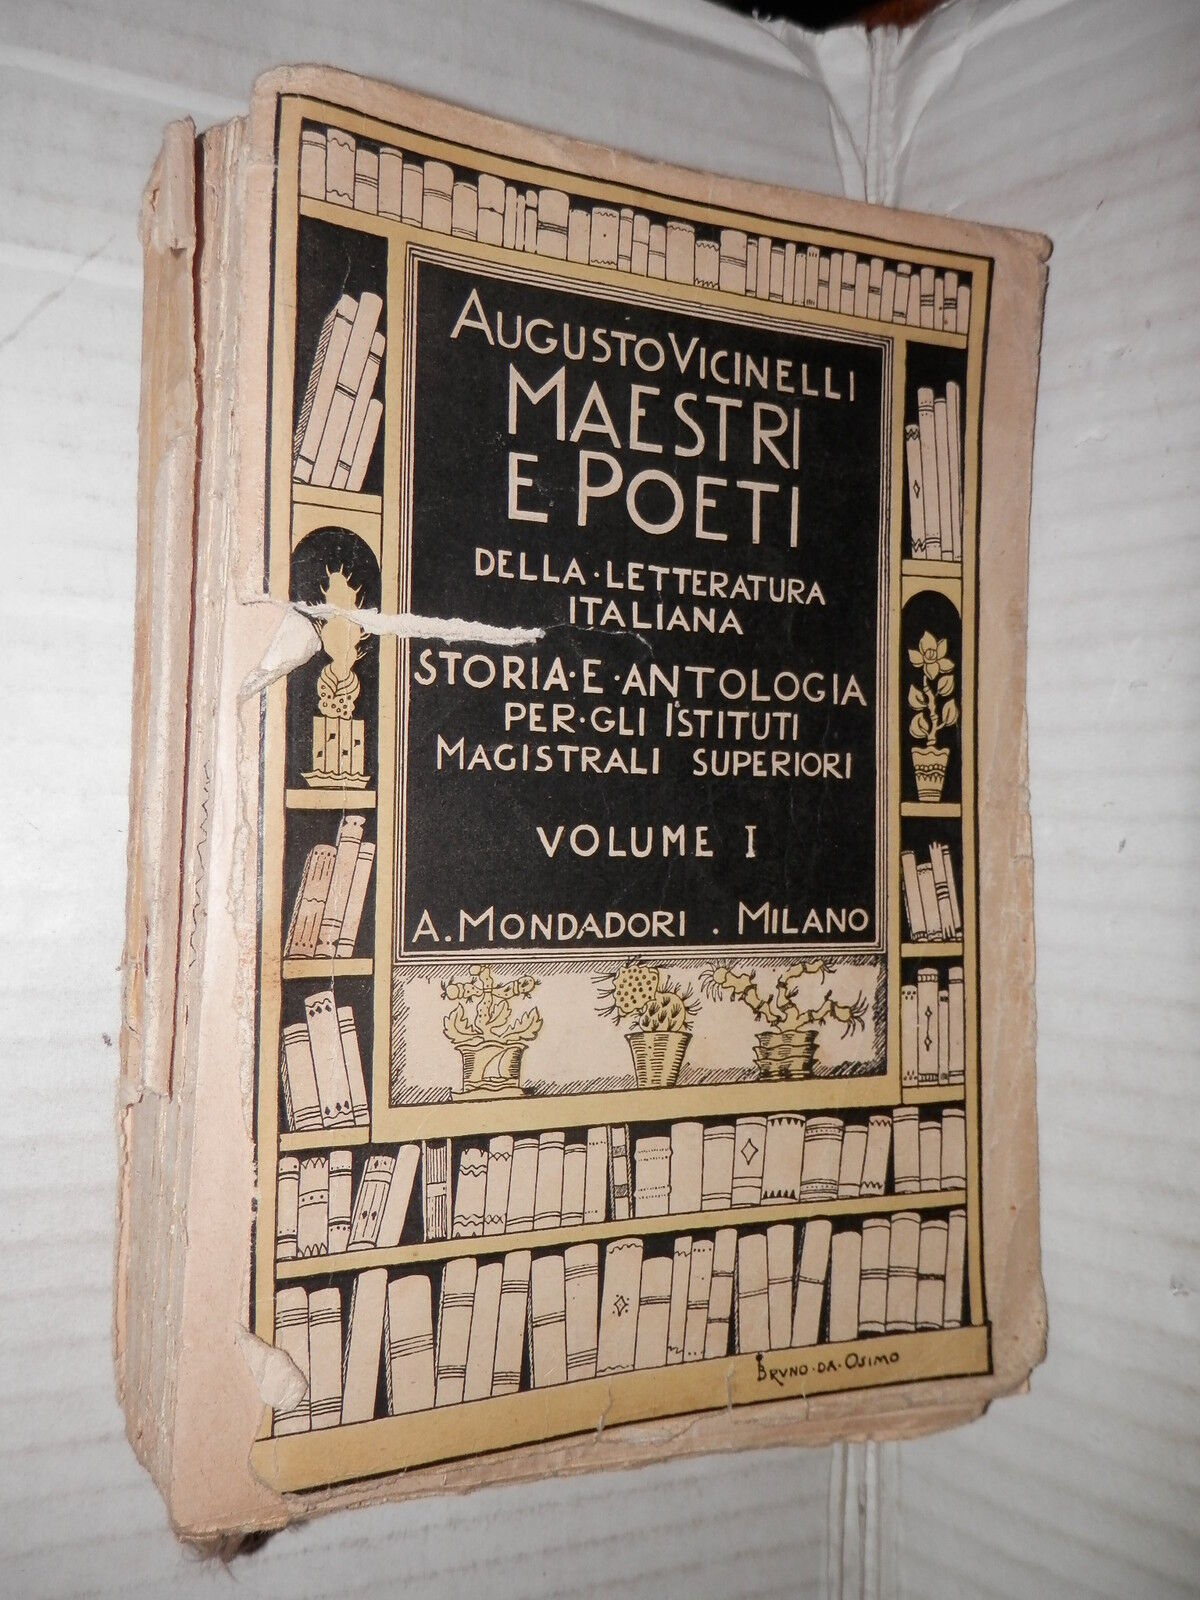 AUGUSTO VICINELLI
MAESTRI
E POETI
DELLA·LETTERATURA
ITALIANA
STORIA·E·ANTOLOGIA
PER·GLI ISTITUTI
MAGISTRALI SUPERIORI
VOLUME I
A. MONDADORI . MILANO
BRVNO·DA·OSIMO